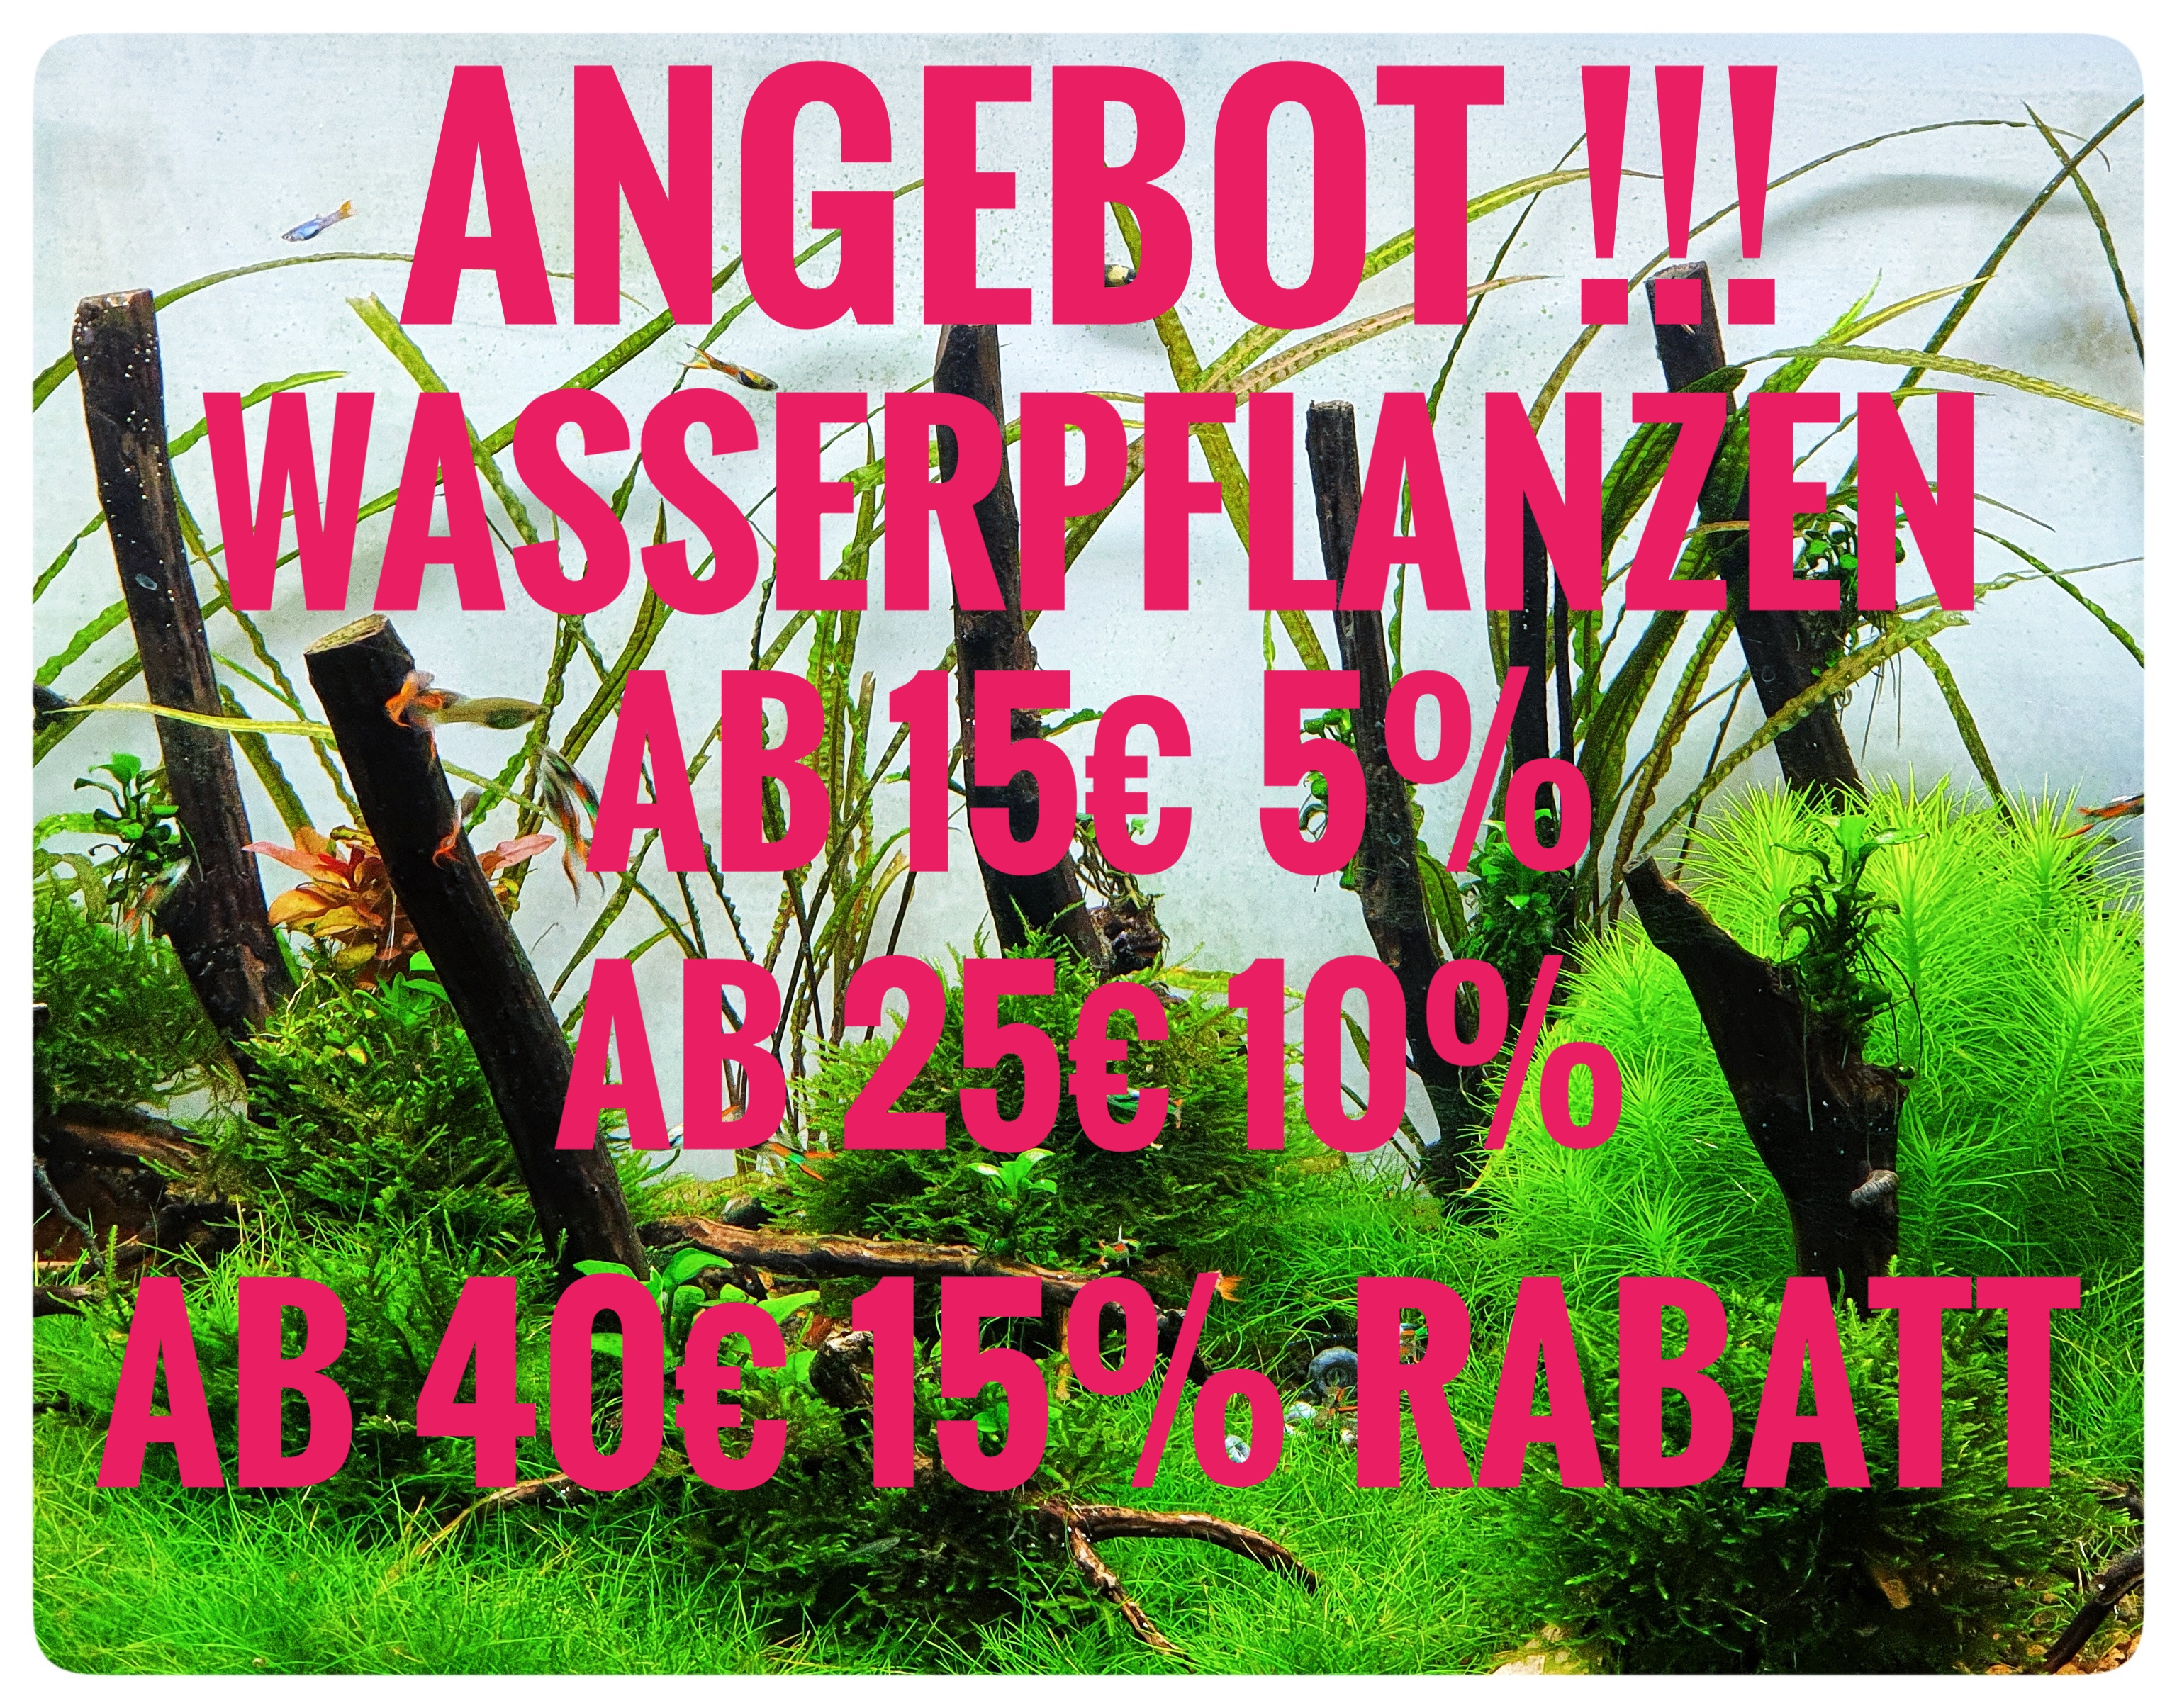 ANGEBOT !!!
WASSERPFLANZEN
AB 15€ 5%
AB 25€ 10%
AB 40€ 15% RABATT